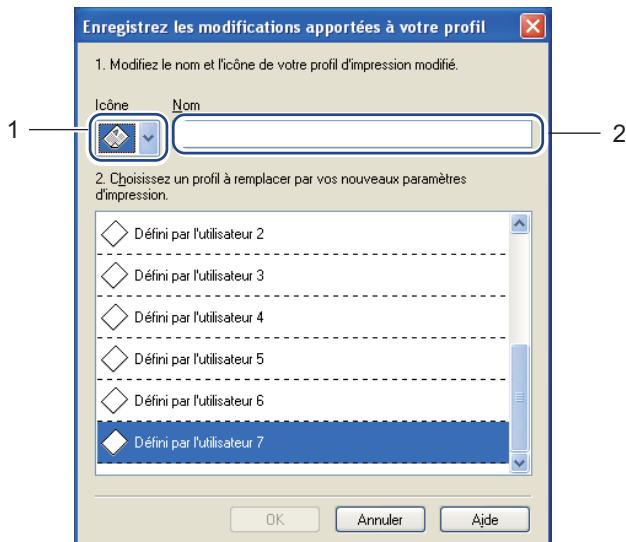 Enregistrez les modifications apportées à votre profil
1. Modifiez le nom et l'icône de votre profil d'impression modifié.
Icône Nom
1
2
2. Choisissez un profil à remplacer par vos nouveaux paramètres
d'impression.
Défini par l'utilisateur 2
Défini par l'utilisateur 3
Défini par l'utilisateur 4
Défini par l'utilisateur 5
Défini par l'utilisateur 6
Défini par l'utilisateur 7
OK Annuler Aide